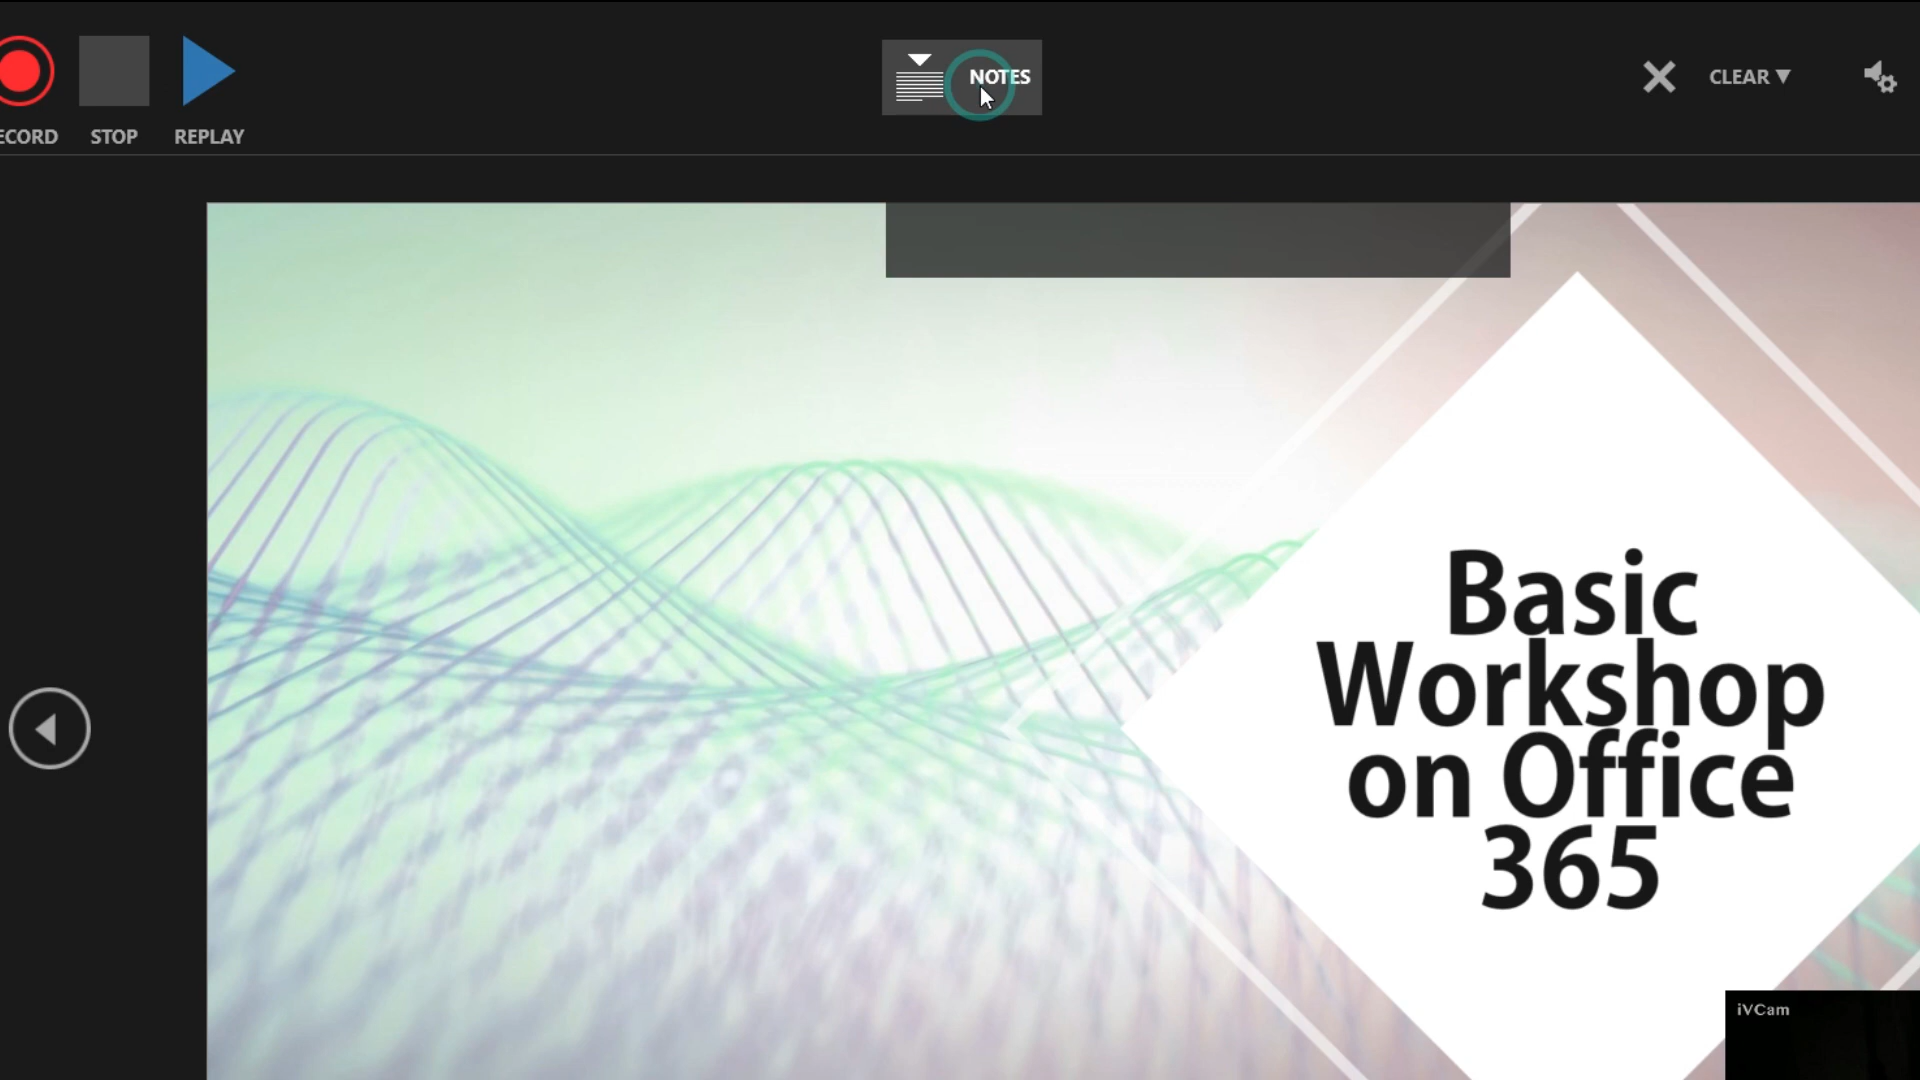 NOTES
CLEAR
ECORD STOP REPLAY
Basic
Workshop
on Office
365
iVCam